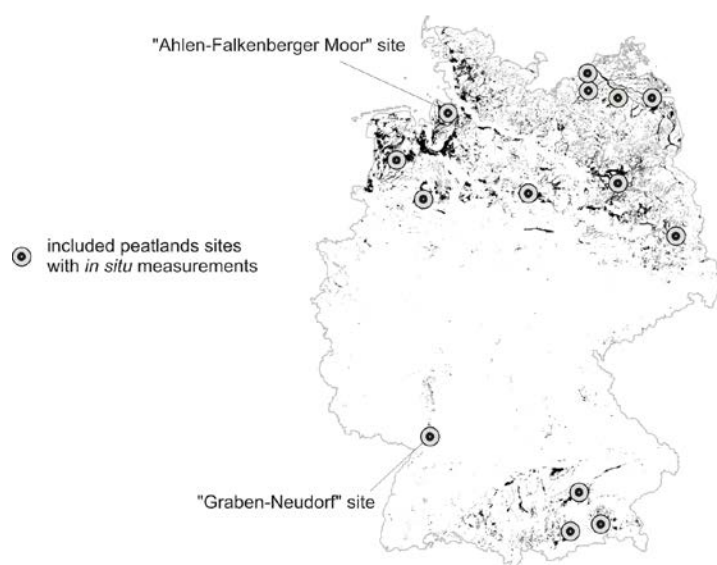 "Ahlen-Falkenberger Moor" site
included peatlands sites
with in situ measurements
"Graben-Neudorf" site